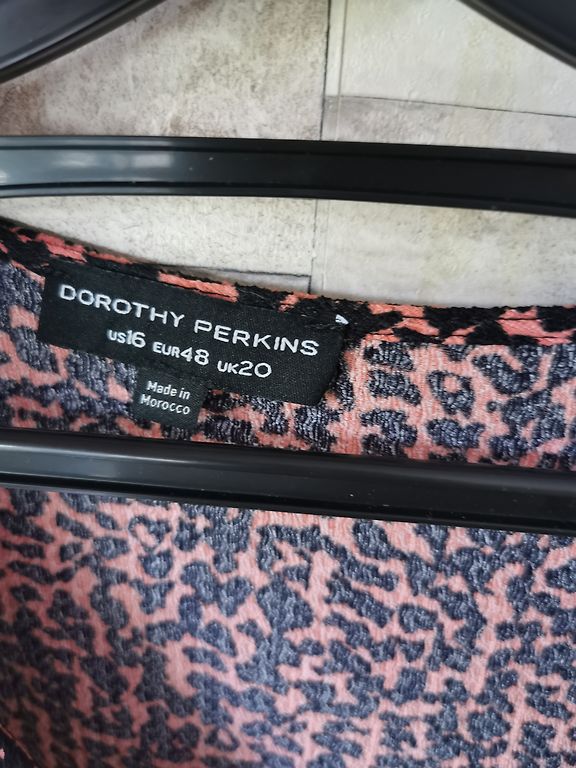 DOROTHY PERKINS
US16 EUR48 UK20
Made in
Morocco